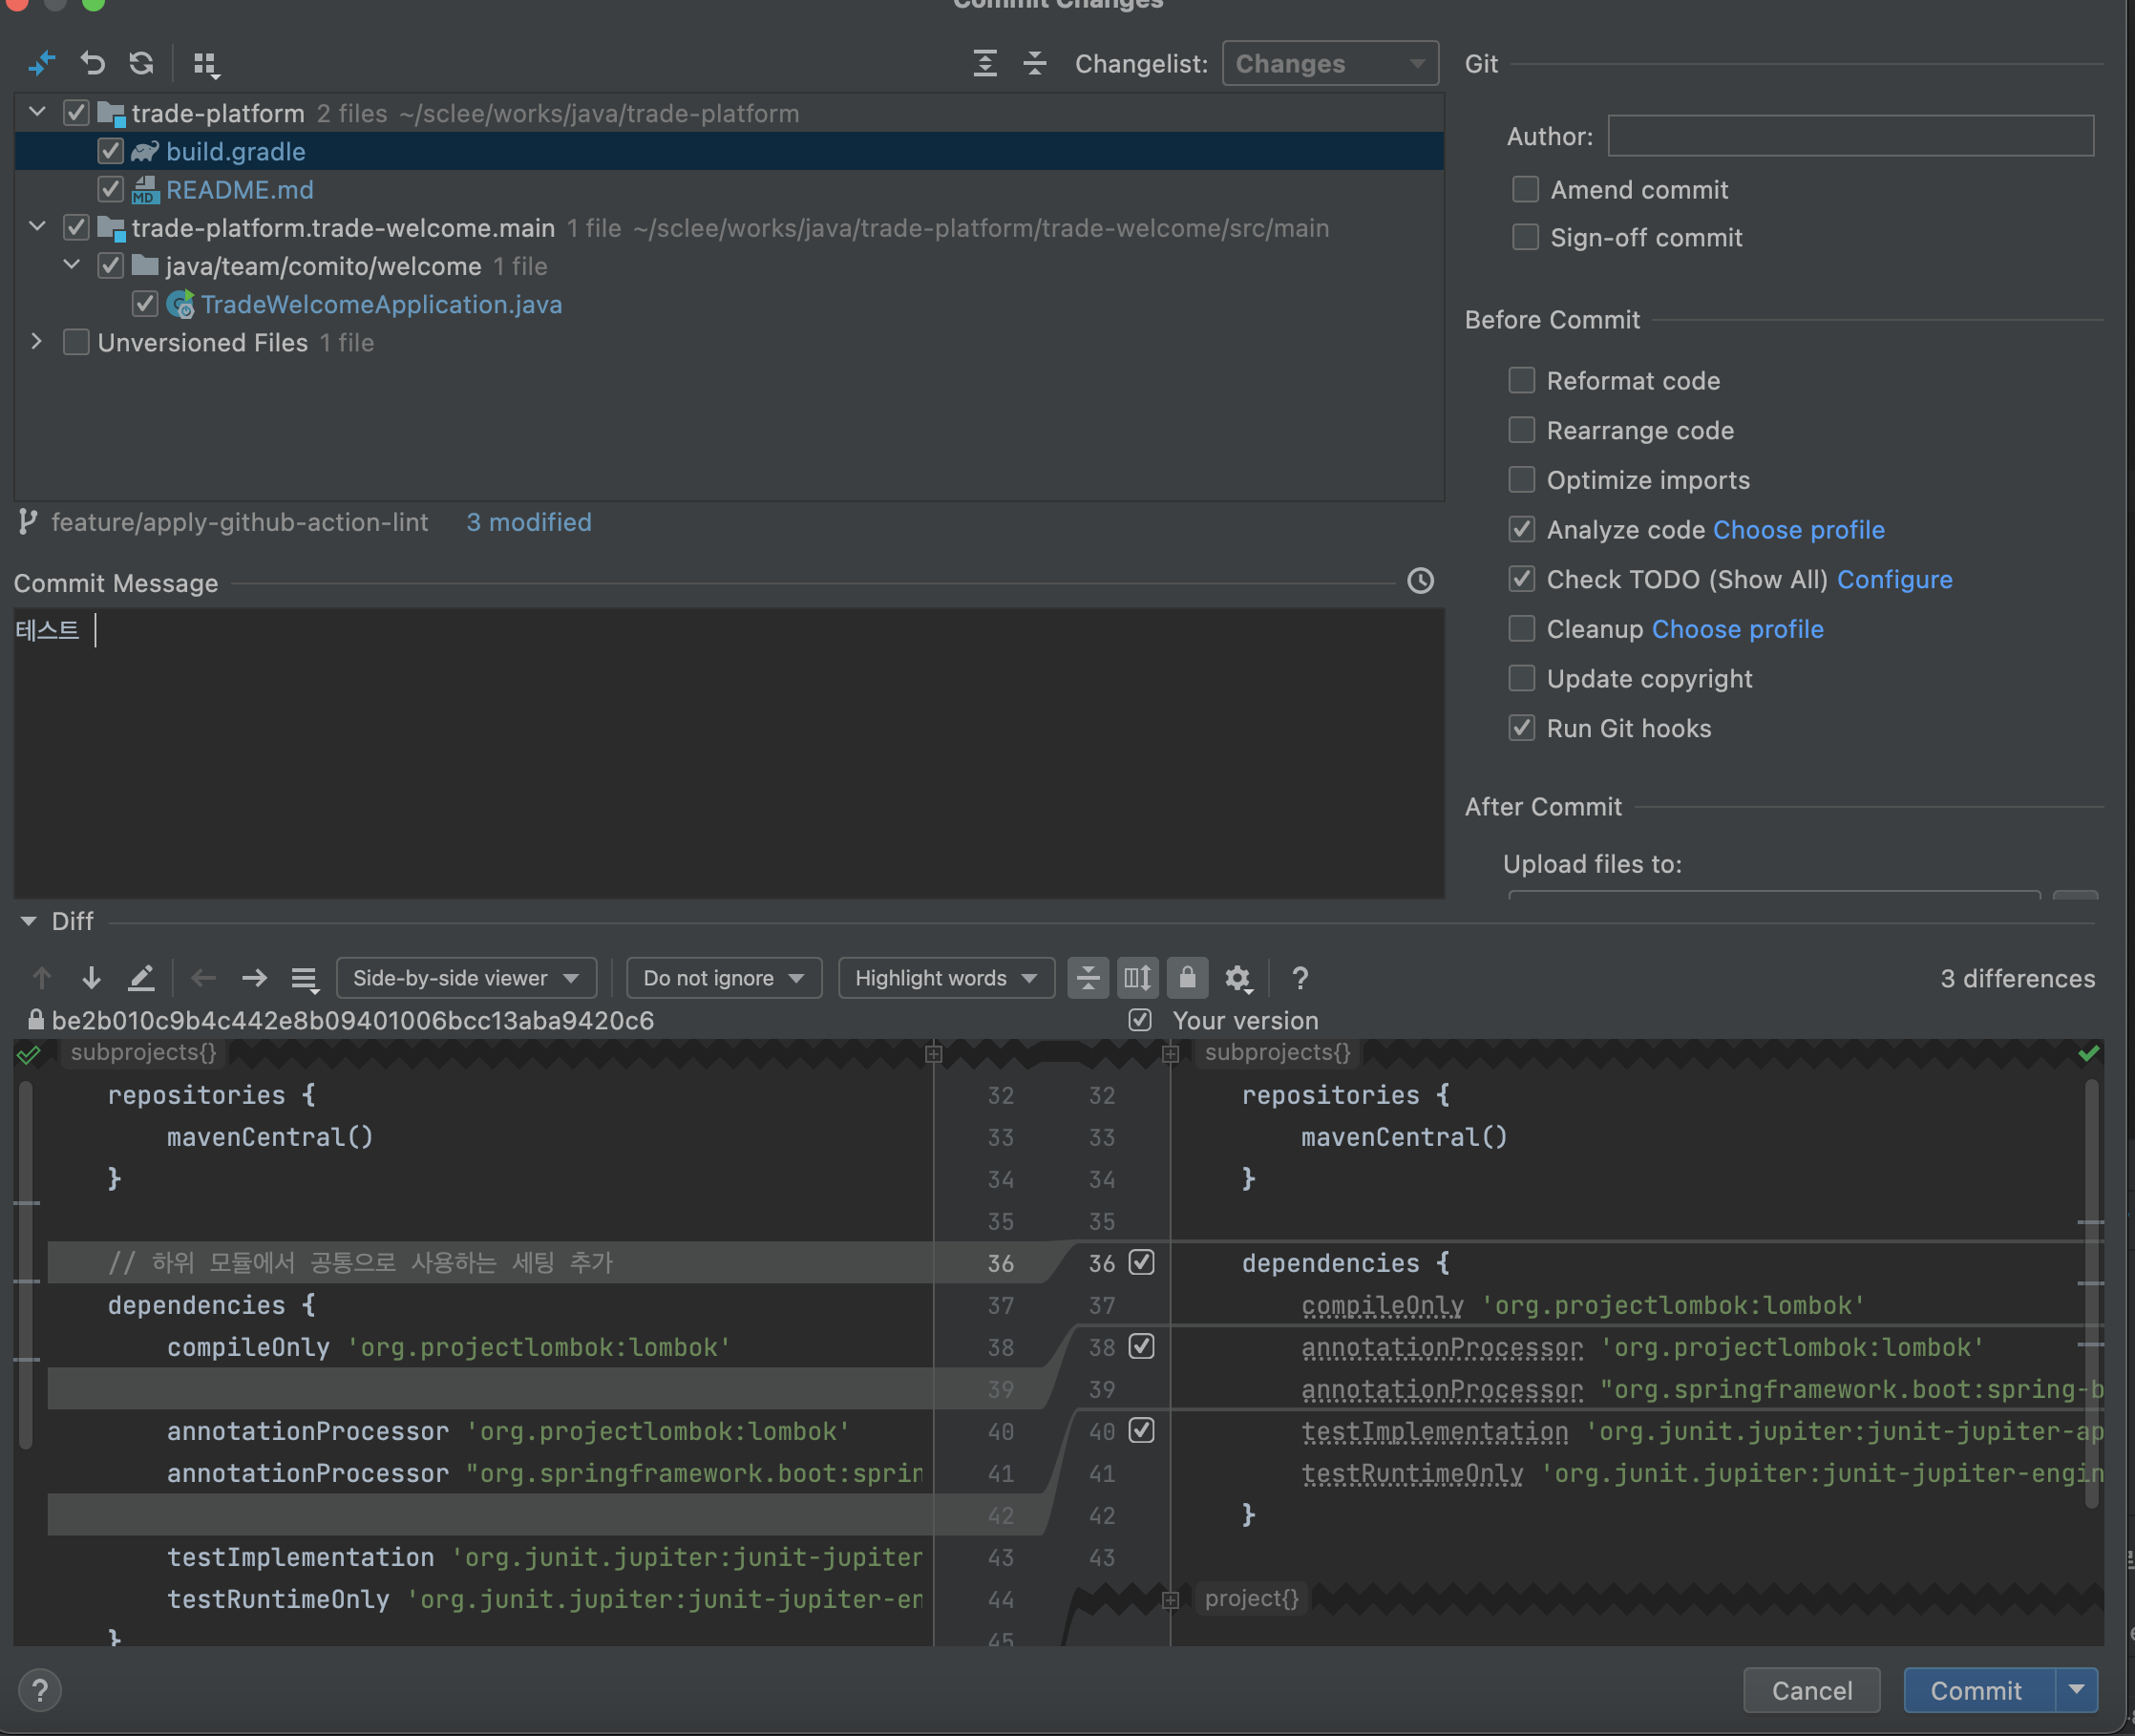 Commit Changes
Changelist: Changes
trade-platform 2 files ~/sclee/works/java/trade-platform
build.gradle
README.md
trade-platform.trade-welcome.main 1 file ~/sclee/works/java/trade-platform/trade-welcome/src/main
java/team/comito/welcome 1 file
TradeWelcomeApplication.java
Unversioned Files 1 file
feature/apply-github-action-lint 3 modified
Commit Message
테스트
Git
Author:
Amend commit
Sign-off commit
Before Commit
Reformat code
Rearrange code
Optimize imports
Analyze code Choose profile
Check TODO (Show All) Configure
Cleanup Choose profile
Update copyright
Run Git hooks
After Commit
Upload files to:
Diff
Side-by-side viewer Do not ignore Highlight words ? 3 differences
be2b010c9b4c442e8b09401006bcc13aba9420c6 Your version
subprojects{} subprojects{}
repositories { 32 32 repositories {
mavenCentral() 33 33 mavenCentral()
} 34 34 }
35 35
// 하위 모듈에서 공통으로 사용하는 세팅 추가 36 36 dependencies {
dependencies { 37 37 compileOnly 'org.projectlombok:lombok'
compileOnly 'org.projectlombok:lombok' 38 38 annotationProcessor 'org.projectlombok:lombok'
39 39 annotationProcessor "org.springframework.boot:spring-b
annotationProcessor 'org.projectlombok:lombok' 40 40 testImplementation 'org.junit.jupiter:junit-jupiter-ap
annotationProcessor "org.springframework.boot:sprin 41 41 testRuntimeOnly 'org.junit.jupiter:junit-jupiter-engin
42 42 }
testImplementation 'org.junit.jupiter:junit-jupiter 43 43
testRuntimeOnly 'org.junit.jupiter:junit-jupiter-en 44 project{}
} 45
? Cancel Commit